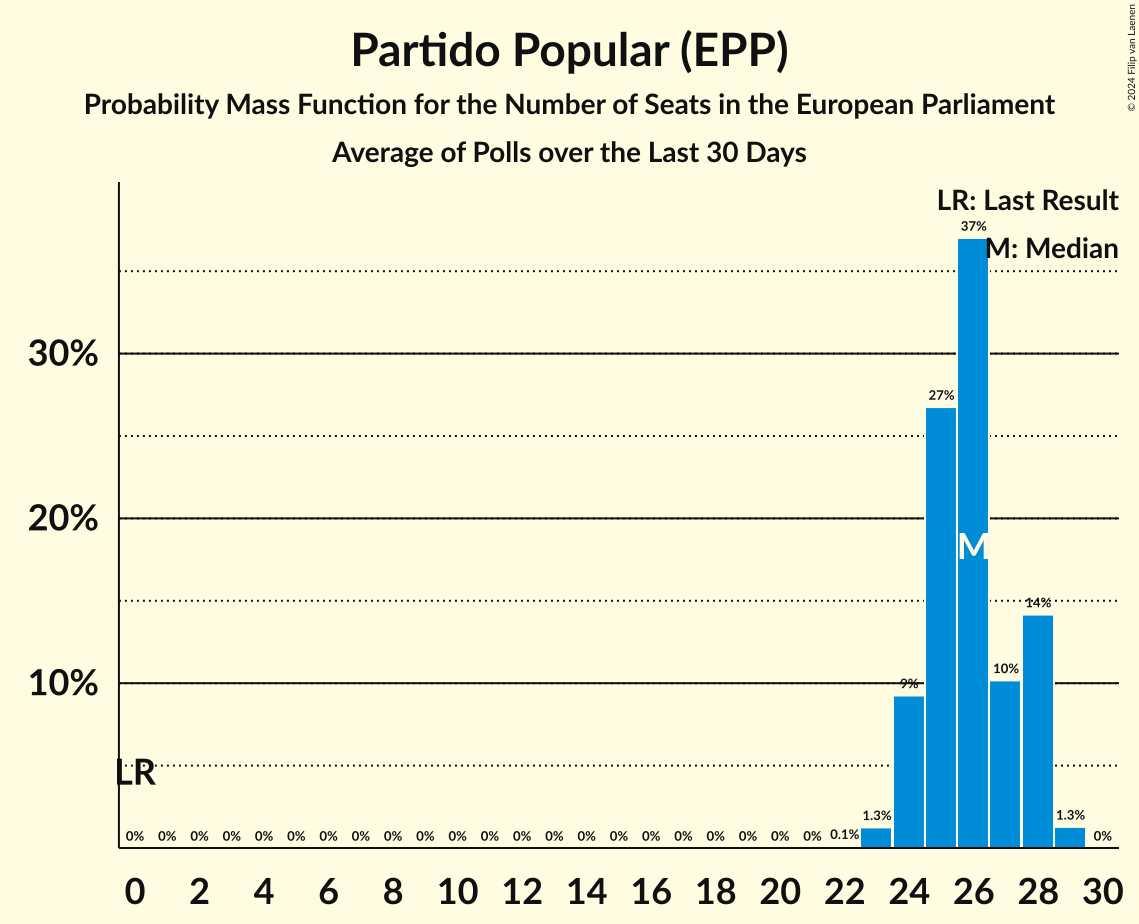 Partido Popular (EPP)
Probability Mass Function for the Number of Seats in the European Parliament
Average of Polls over the Last 30 Days
© 2024 Filip van Laenen
LR: Last Result
M: Median
37%
30%
27%
20%
M
14%
10%
10%
9%
LR
0% 0% 0% 0% 0% 0% 0% 0% 0% 0% 0% 0% 0% 0% 0% 0% 0% 0% 0% 0% 0% 0% 0.1% 1.3% 1.3% 0%
0 2 4 6 8 10 12 14 16 18 20 22 24 26 28 30